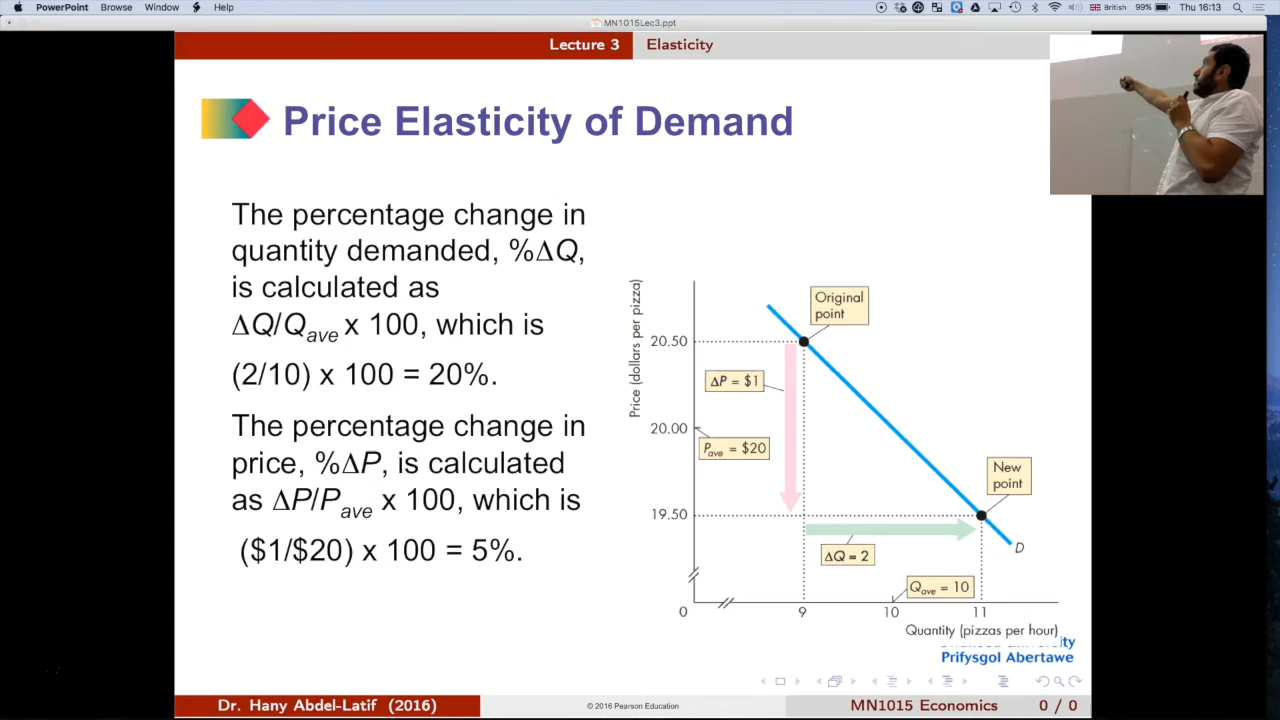 PowerPoint Browse Window Help
99% Thu 16:13
British
MN1015Lec3.ppt
Lecture 3 Elasticity
Price Elasticity of Demand
The percentage change in
quantity demanded, %ΔQ,
is calculated as
ΔQ/Qave x 100, which is
(2/10) x 100 = 20%.
The percentage change in
price, %ΔP, is calculated
as ΔP/Pave x 100, which is
($1/$20) x 100 = 5%.
Price (dollars per pizza)
Original
point
20.50
ΔP = $1
20.00
Pave = $20
New
point
19.50
D
ΔQ = 2
Qave = 10
0 9 10 11
Quantity (pizzas per hour)
Prifysgol Abertawe
Dr. Hany Abdel-Latif (2016) © 2016 Pearson Education MN1015 Economics 0 / 0